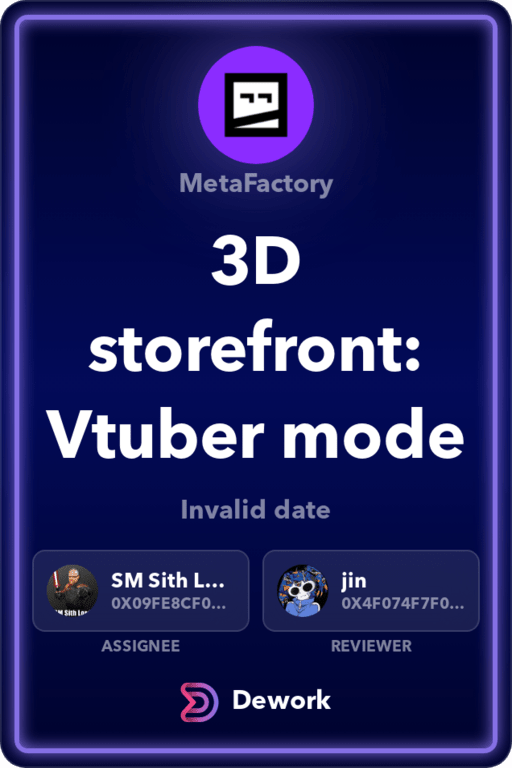 MetaFactory
3D
storefront:
Vtuber mode
Invalid date
SM Sith L...
0X09FE8CF0...
jin
0X4F074F7F0...
ASSIGNEE
REVIEWER
Dework